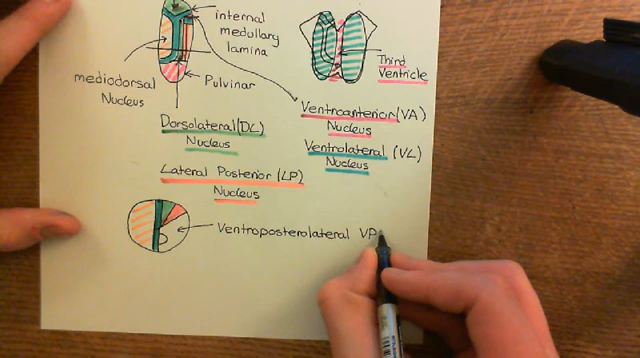 internal
medullary
lamina
mediodorsal
Nucleus
Pulvinar
Third
Ventricle
Ventroanterior (VA)
Nucleus
Dorsolateral (DL)
Nucleus
Ventrolateral (VL)
Nucleus
Lateral Posterior (LP)
Nucleus
Ventroposterolateral VP